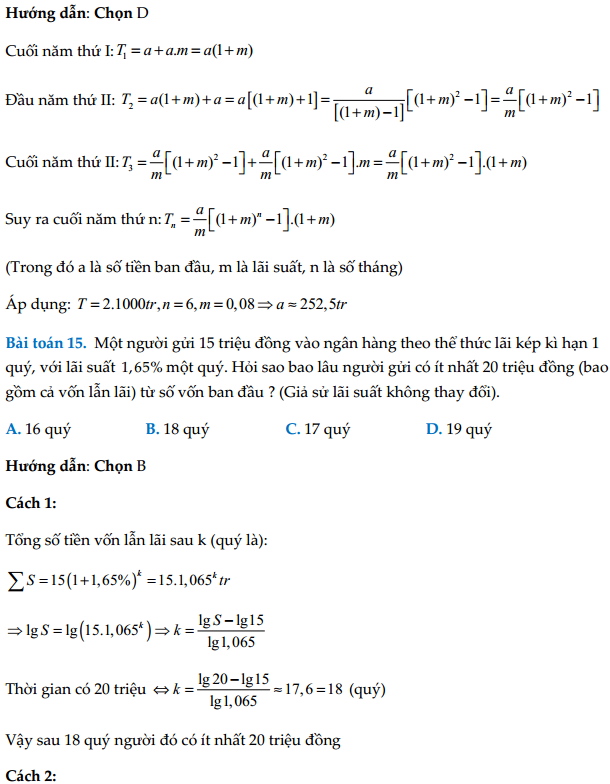 Hướng dẫn: Chọn D
Cuối năm thứ I: T₁ = a + a.m = a(1+m)
Đầu năm thứ II: T₂ = a(1+m)+a = a[(1+m)+1] = a/[(1+m)−1] [(1+m)² −1] = a/m [(1+m)² −1]
Cuối năm thứ II: T₃ = a/m [(1+m)² −1] + a/m [(1+m)² −1].m = a/m [(1+m)² −1].(1+m)
Suy ra cuối năm thứ n: Tₙ = a/m [(1+m)ⁿ −1].(1+m)
(Trong đó a là số tiền ban đầu, m là lãi suất, n là số tháng)
Áp dụng: T = 2.1000tr, n = 6, m = 0,08 ⇒ a ≈ 252,5tr
Bài toán 15. Một người gửi 15 triệu đồng vào ngân hàng theo thể thức lãi kép kì hạn 1
quý, với lãi suất 1,65% một quý. Hỏi sao bao lâu người gửi có ít nhất 20 triệu đồng (bao
gồm cả vốn lẫn lãi) từ số vốn ban đầu ? (Giả sử lãi suất không thay đổi).
A. 16 quý B. 18 quý C. 17 quý D. 19 quý
Hướng dẫn: Chọn B
Cách 1:
Tổng số tiền vốn lẫn lãi sau k (quý là):
∑S = 15(1+1,65%)ᵏ = 15.1,065ᵏ tr
⇒ lg S = lg(15.1,065ᵏ) ⇒ k = (lg S − lg15)/(lg1,065)
Thời gian có 20 triệu ⇔ k = (lg 20 − lg15)/(lg1,065) ≈ 17,6 = 18 (quý)
Vậy sau 18 quý người đó có ít nhất 20 triệu đồng
Cách 2: